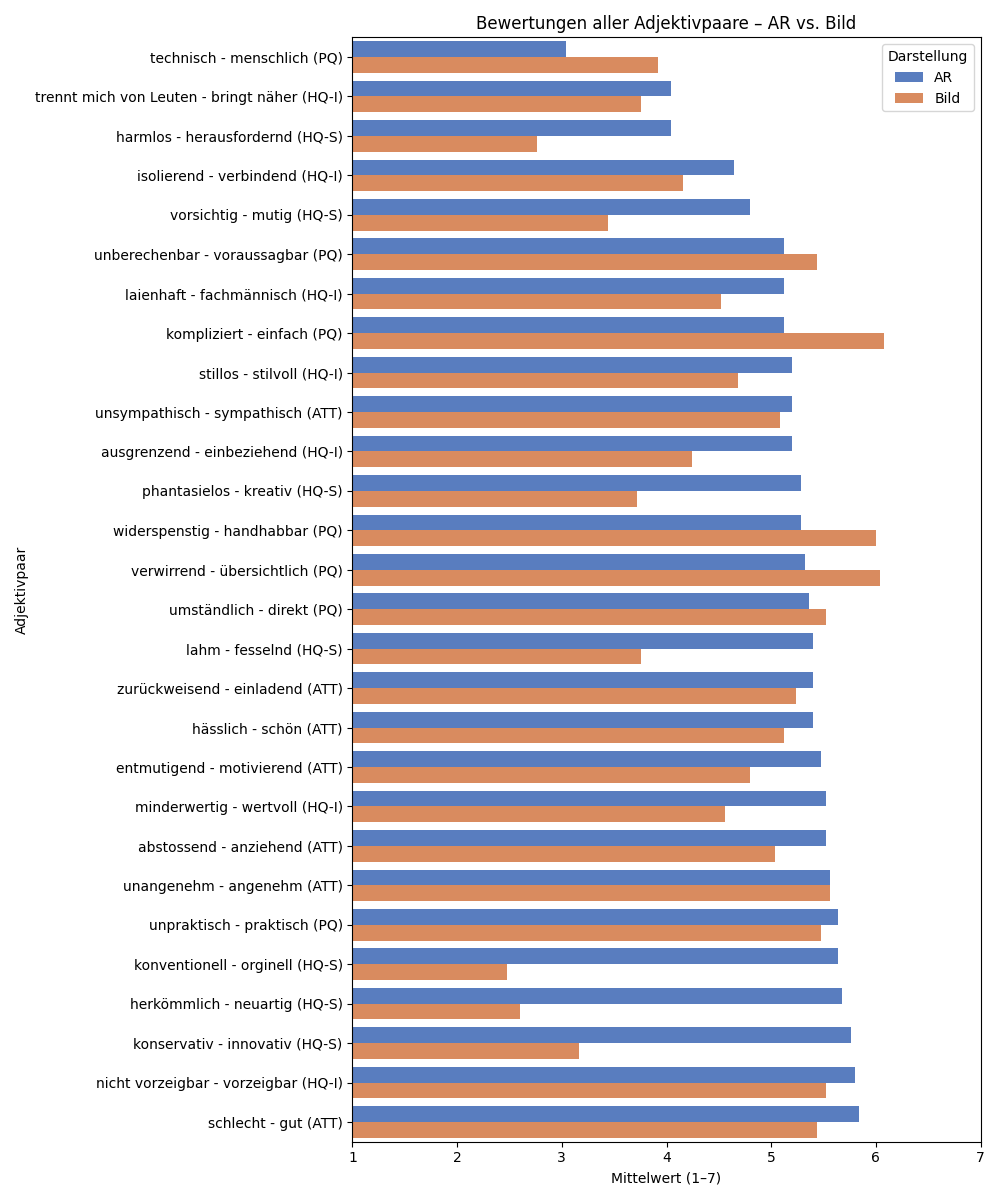 Bewertungen aller Adjektivpaare – AR vs. Bild
Darstellung
AR
Bild
Adjektivpaar
technisch - menschlich (PQ)
trennt mich von Leuten - bringt näher (HQ-I)
harmlos - herausfordernd (HQ-S)
isolierend - verbindend (HQ-I)
vorsichtig - mutig (HQ-S)
unberechenbar - voraussagbar (PQ)
laienhaft - fachmännisch (HQ-I)
kompliziert - einfach (PQ)
stillos - stilvoll (HQ-I)
unsympathisch - sympathisch (ATT)
ausgrenzend - einbeziehend (HQ-I)
phantasielos - kreativ (HQ-S)
widerspenstig - handhabbar (PQ)
verwirrend - übersichtlich (PQ)
umständlich - direkt (PQ)
lahm - fesselnd (HQ-S)
zurückweisend - einladend (ATT)
hässlich - schön (ATT)
entmutigend - motivierend (ATT)
minderwertig - wertvoll (HQ-I)
abstossend - anziehend (ATT)
unangenehm - angenehm (ATT)
unpraktisch - praktisch (PQ)
konventionell - orginell (HQ-S)
herkömmlich - neuartig (HQ-S)
konservativ - innovativ (HQ-S)
nicht vorzeigbar - vorzeigbar (HQ-I)
schlecht - gut (ATT)
1 2 3 4 5 6 7
Mittelwert (1–7)